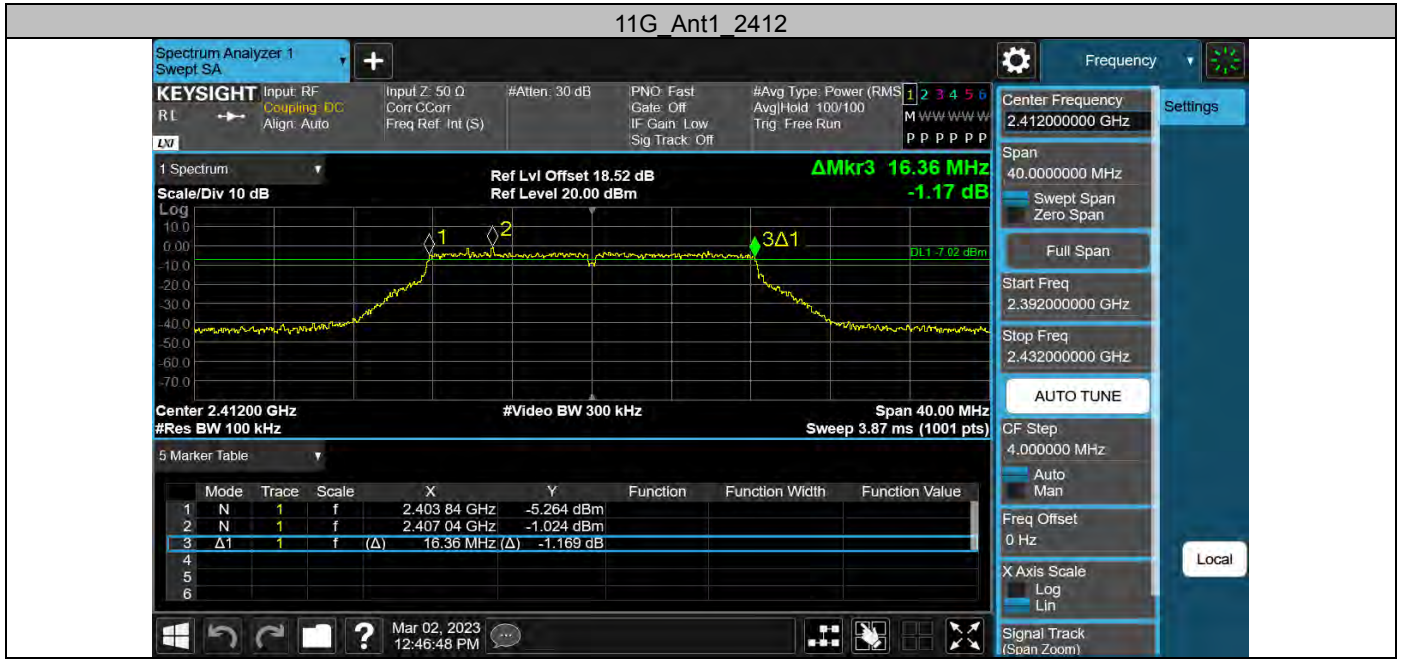 11G_Ant1_2412
Spectrum Analyzer 1
Swept SA
+
Frequency
KEYSIGHT
RL
LXI
Input: RF
Coupling: DC
Align: Auto
Input Z: 50 Ω
Corr CCorr
Freq Ref: Int (S)
#Atten: 30 dB
PNO: Fast
Gate: Off
IF Gain: Low
Sig Track: Off
#Avg Type: Power (RMS
Avg|Hold: 100/100
Trig: Free Run
1 2 3 4 5 6
M W W W W W
P P P P P P
Center Frequency
2.412000000 GHz
Settings
Span
40.0000000 MHz
Swept Span
Zero Span
Full Span
Start Freq
2.392000000 GHz
Stop Freq
2.432000000 GHz
AUTO TUNE
CF Step
4.000000 MHz
Auto
Man
Freq Offset
0 Hz
X Axis Scale
Log
Lin
Signal Track
(Span Zoom)
Local
1 Spectrum
Scale/Div 10 dB
Ref Lvl Offset 18.52 dB
Ref Level 20.00 dBm
ΔMkr3 16.36 MHz
-1.17 dB
Log
10.0
0.00
-10.0
-20.0
-30.0
-40.0
-50.0
-60.0
-70.0
1
2
3Δ1
DL1 -7.02 dBm
Center 2.41200 GHz
#Video BW 300 kHz
Span 40.00 MHz
#Res BW 100 kHz
Sweep 3.87 ms (1001 pts)
5 Marker Table
Mode Trace Scale X Y Function Function Width Function Value
1 N 1 f 2.403 84 GHz -5.264 dBm
2 N 1 f 2.407 04 GHz -1.024 dBm
3 Δ1 1 f (Δ) 16.36 MHz (Δ) -1.169 dB
4
5
6
?
Mar 02, 2023
12:46:48 PM